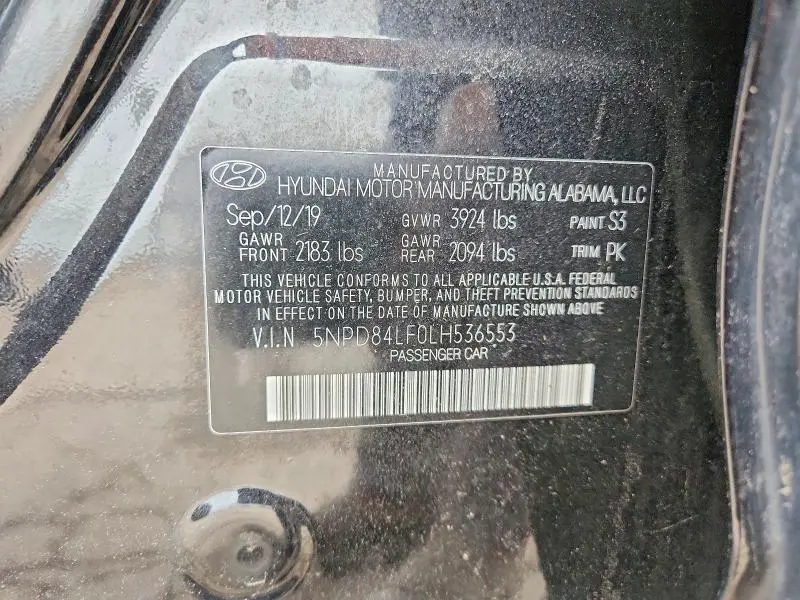 MANUFACTURED BY
HYUNDAI MOTOR MANUFACTURING ALABAMA, LLC
Sep/12/19 GVWR 3924 lbs PAINT S3
GAWR FRONT 2183 lbs GAWR REAR 2094 lbs TRIM PK
THIS VEHICLE CONFORMS TO ALL APPLICABLE U.S.A. FEDERAL
MOTOR VEHICLE SAFETY, BUMPER, AND THEFT PREVENTION STANDARDS
IN EFFECT ON THE DATE OF MANUFACTURE SHOWN ABOVE
V.I.N 5NPD84LF0LH536553
PASSENGER CAR